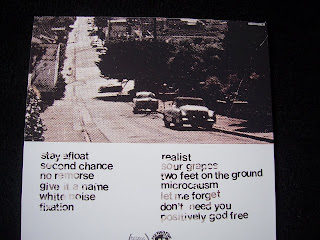 stay afloat
second chance
no remorse
give it a name
white noise
fixation
realist
sour grapes
two feet on the ground
microchasm
let me forget
don't need you
positively god free